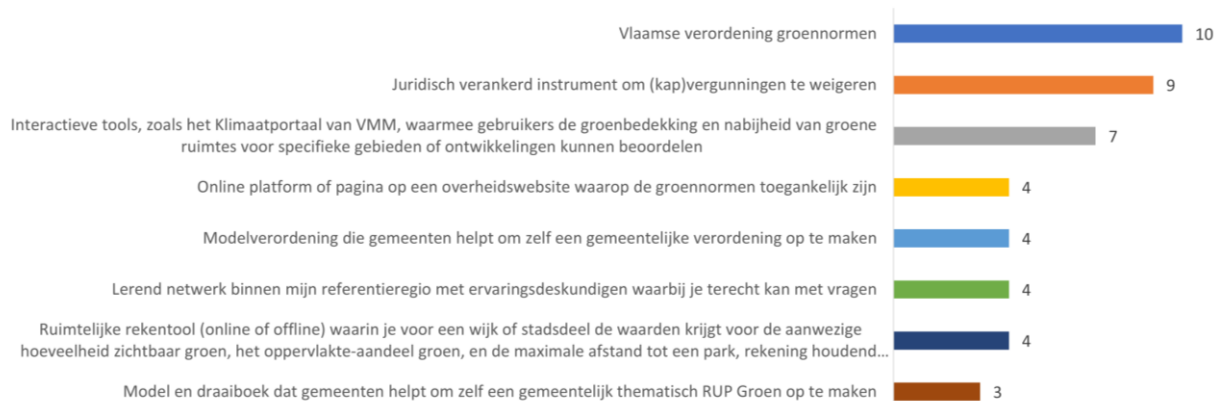 Vlaamse verordening groennormen 10
Juridisch verankerd instrument om (kap)vergunningen te weigeren 9
Interactieve tools, zoals het Klimaatportaal van VMM, waarmee gebruikers de groenbedekking en nabijheid van groene
ruimtes voor specifieke gebieden of ontwikkelingen kunnen beoordelen 7
Online platform of pagina op een overheidswebsite waarop de groennormen toegankelijk zijn 4
Modelverordening die gemeenten helpt om zelf een gemeentelijke verordening op te maken 4
Lerend netwerk binnen mijn referentieregio met ervaringsdeskundigen waarbij je terecht kan met vragen 4
Ruimtelijke rekentool (online of offline) waarin je voor een wijk of stadsdeel de waarden krijgt voor de aanwezige
hoeveelheid zichtbaar groen, het oppervlakte-aandeel groen, en de maximale afstand tot een park, rekening houdend... 4
Model en draaiboek dat gemeenten helpt om zelf een gemeentelijk thematisch RUP Groen op te maken 3